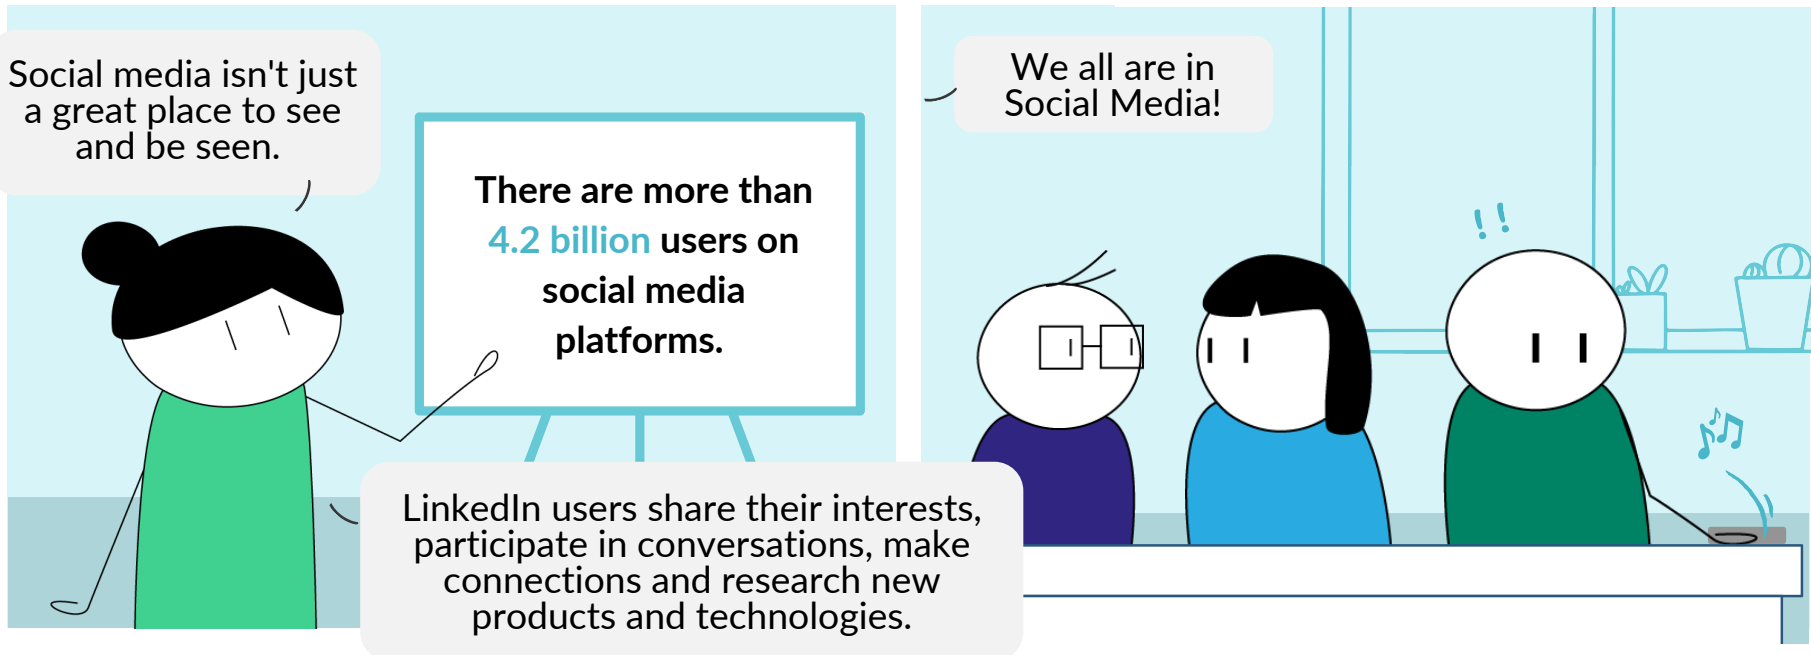 Social media isn't just
a great place to see
and be seen.
There are more than
4.2 billion users on
social media
platforms.
LinkedIn users share their interests,
participate in conversations, make
connections and research new
products and technologies.
We all are in
Social Media!
!!